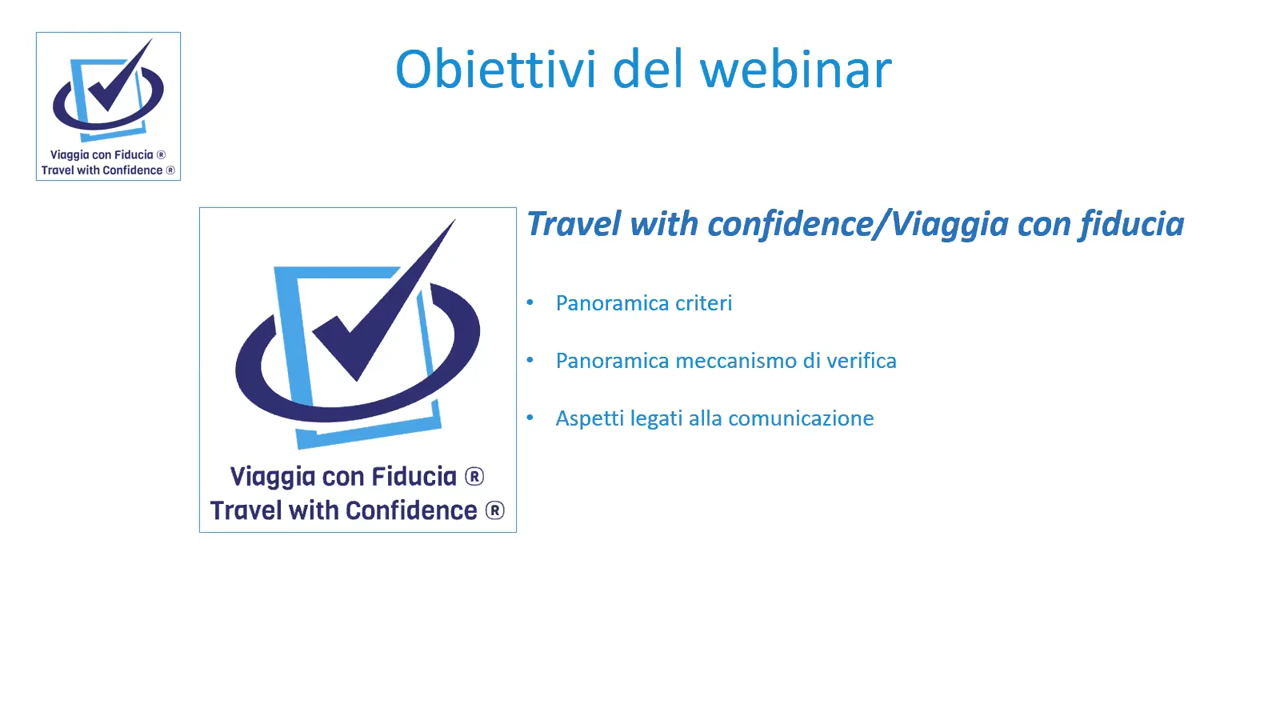 Obiettivi del webinar
Viaggia con Fiducia ®
Travel with Confidence ®
Travel with confidence/Viaggia con fiducia
• Panoramica criteri
• Panoramica meccanismo di verifica
• Aspetti legati alla comunicazione
Viaggia con Fiducia ®
Travel with Confidence ®